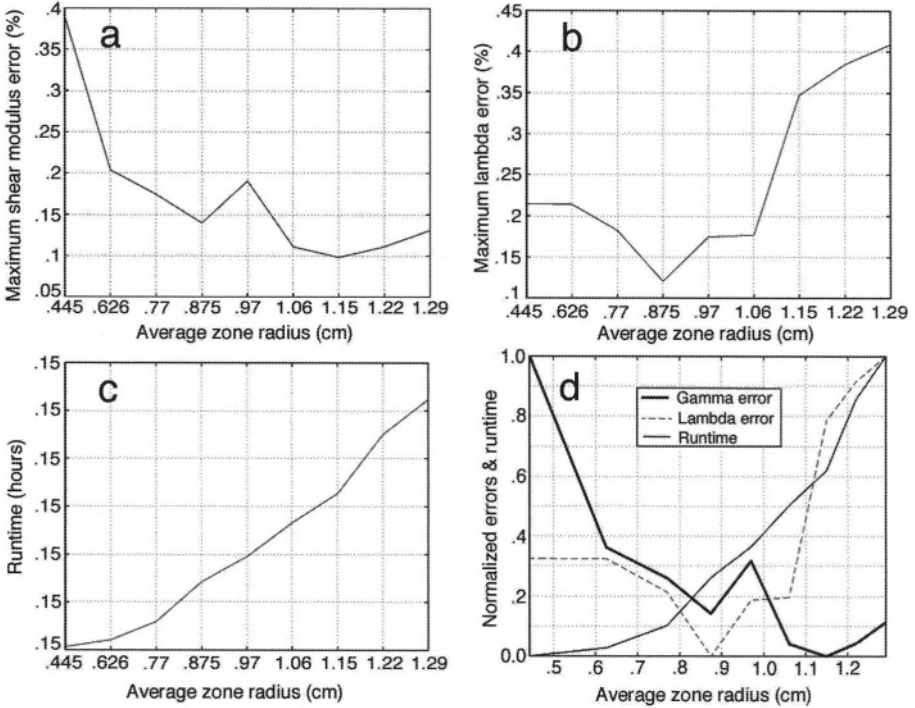 a
Maximum shear modulus error (%)
.4
.35
.3
.25
.2
.15
.1
.05
.445 .626 .77 .875 .97 1.06 1.15 1.22 1.29
Average zone radius (cm)
b
Maximum lambda error (%)
.45
.4
.35
.3
.25
.2
.15
.1
.445 .626 .77 .875 .97 1.06 1.15 1.22 1.29
Average zone radius (cm)
c
Runtime (hours)
.15
.15
.15
.15
.15
.15
.15
.445 .626 .77 .875 .97 1.06 1.15 1.22 1.29
Average zone radius (cm)
d
Gamma error
Lambda error
Runtime
Normalized errors & runtime
1.0
.8
.6
.4
.2
0.0
.5 .6 .7 .8 .9 1.0 1.1 1.2
Average zone radius (cm)